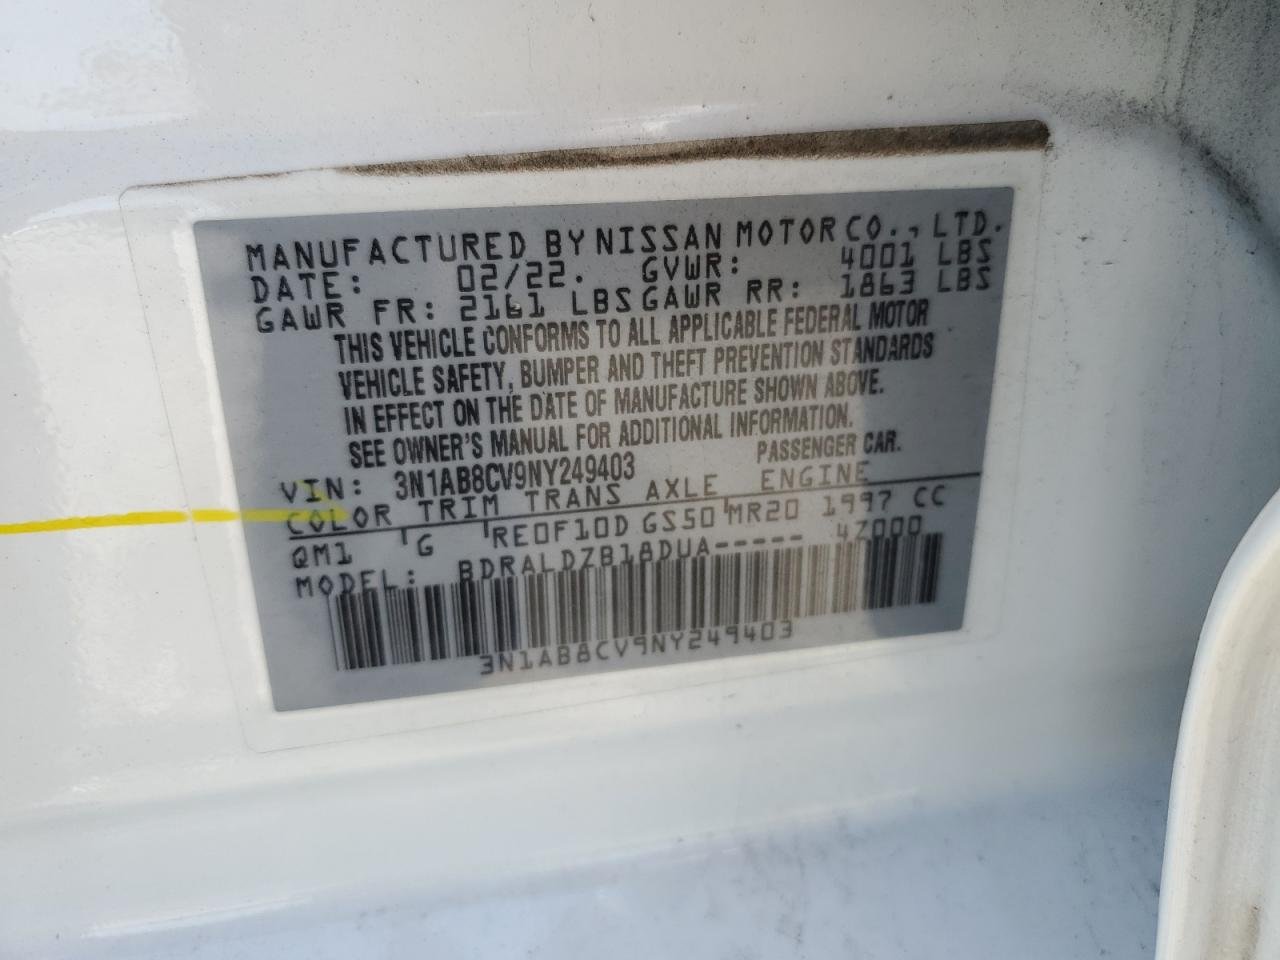 MANUFACTURED BY NISSAN MOTOR CO., LTD.
DATE: 02/22. GVWR: 4001 LBS
GAWR FR: 2161 LBS GAWR RR: 1863 LBS
THIS VEHICLE CONFORMS TO ALL APPLICABLE FEDERAL MOTOR
VEHICLE SAFETY, BUMPER AND THEFT PREVENTION STANDARDS
IN EFFECT ON THE DATE OF MANUFACTURE SHOWN ABOVE.
SEE OWNER'S MANUAL FOR ADDITIONAL INFORMATION.
PASSENGER CAR.
VIN: 3N1AB8CV9NY249403
COLOR TRIM TRANS AXLE ENGINE
QM1 G RE0F10D GS50 MR20 1997 CC
MODEL: BDRALDZB18DUA----- 4Z000
3N1AB8CV9NY249403